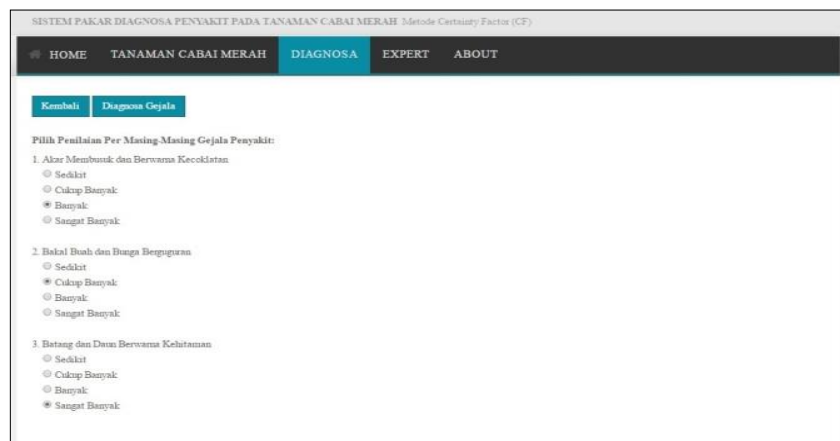 SISTEM PAKAR DIAGNOSA PENYAKIT PADA TANAMAN CABAI MERAH Metode Certainty Factor (CF)
HOME TANAMAN CABAI MERAH DIAGNOSA EXPERT ABOUT
Kembali Diagnosa Gejala
Pilih Penilaian Per Masing-Masing Gejala Penyakit:
1. Akar Membusuk dan Berwarna Kecoklatan
Sedikit
Cukup Banyak
Banyak
Sangat Banyak
2. Bakal Buah dan Bunga Berguguran
Sedikit
Cukup Banyak
Banyak
Sangat Banyak
3. Batang dan Daun Berwarna Kehitaman
Sedikit
Cukup Banyak
Banyak
Sangat Banyak